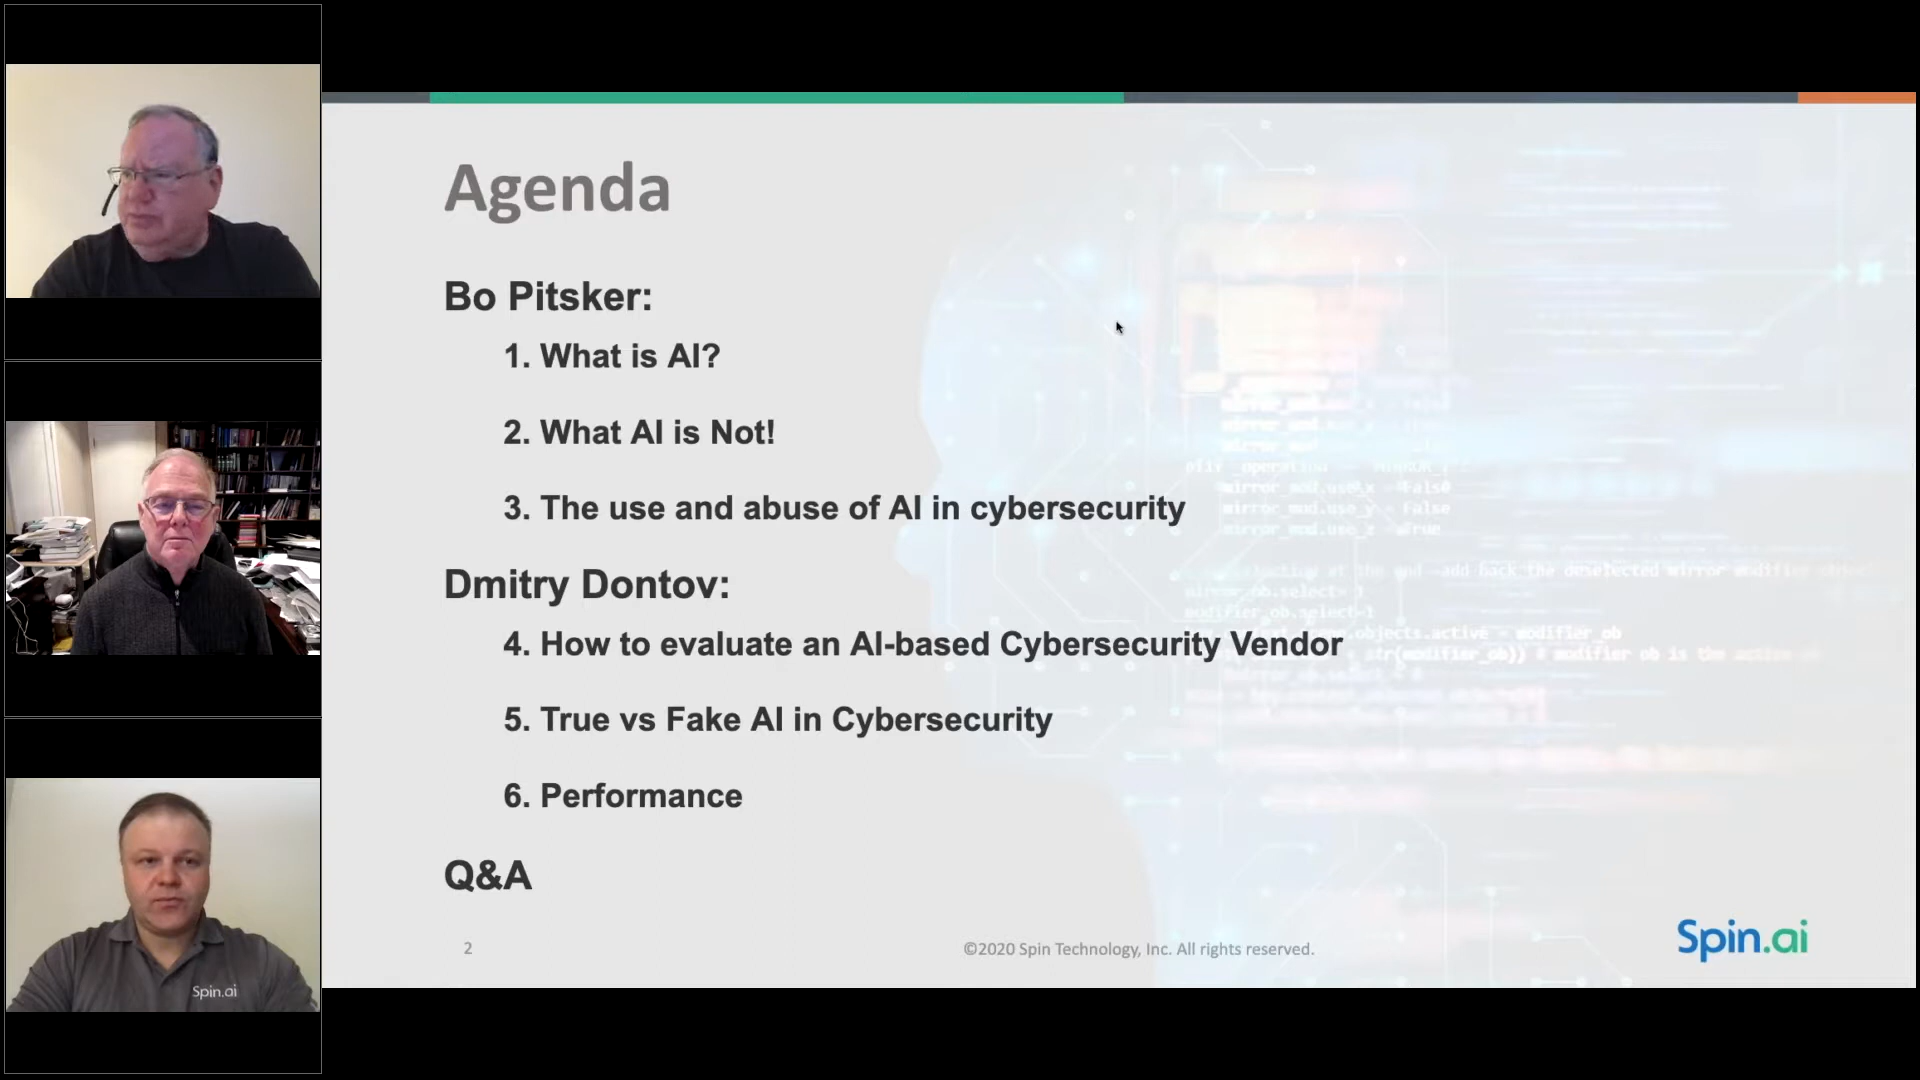 Agenda
Bo Pitsker:
1. What is AI?
2. What AI is Not!
3. The use and abuse of AI in cybersecurity
Dmitry Dontov:
4. How to evaluate an AI-based Cybersecurity Vendor
5. True vs Fake AI in Cybersecurity
6. Performance
Q&A
2
©2020 Spin Technology, Inc. All rights reserved.
Spin.ai
Spin.ai